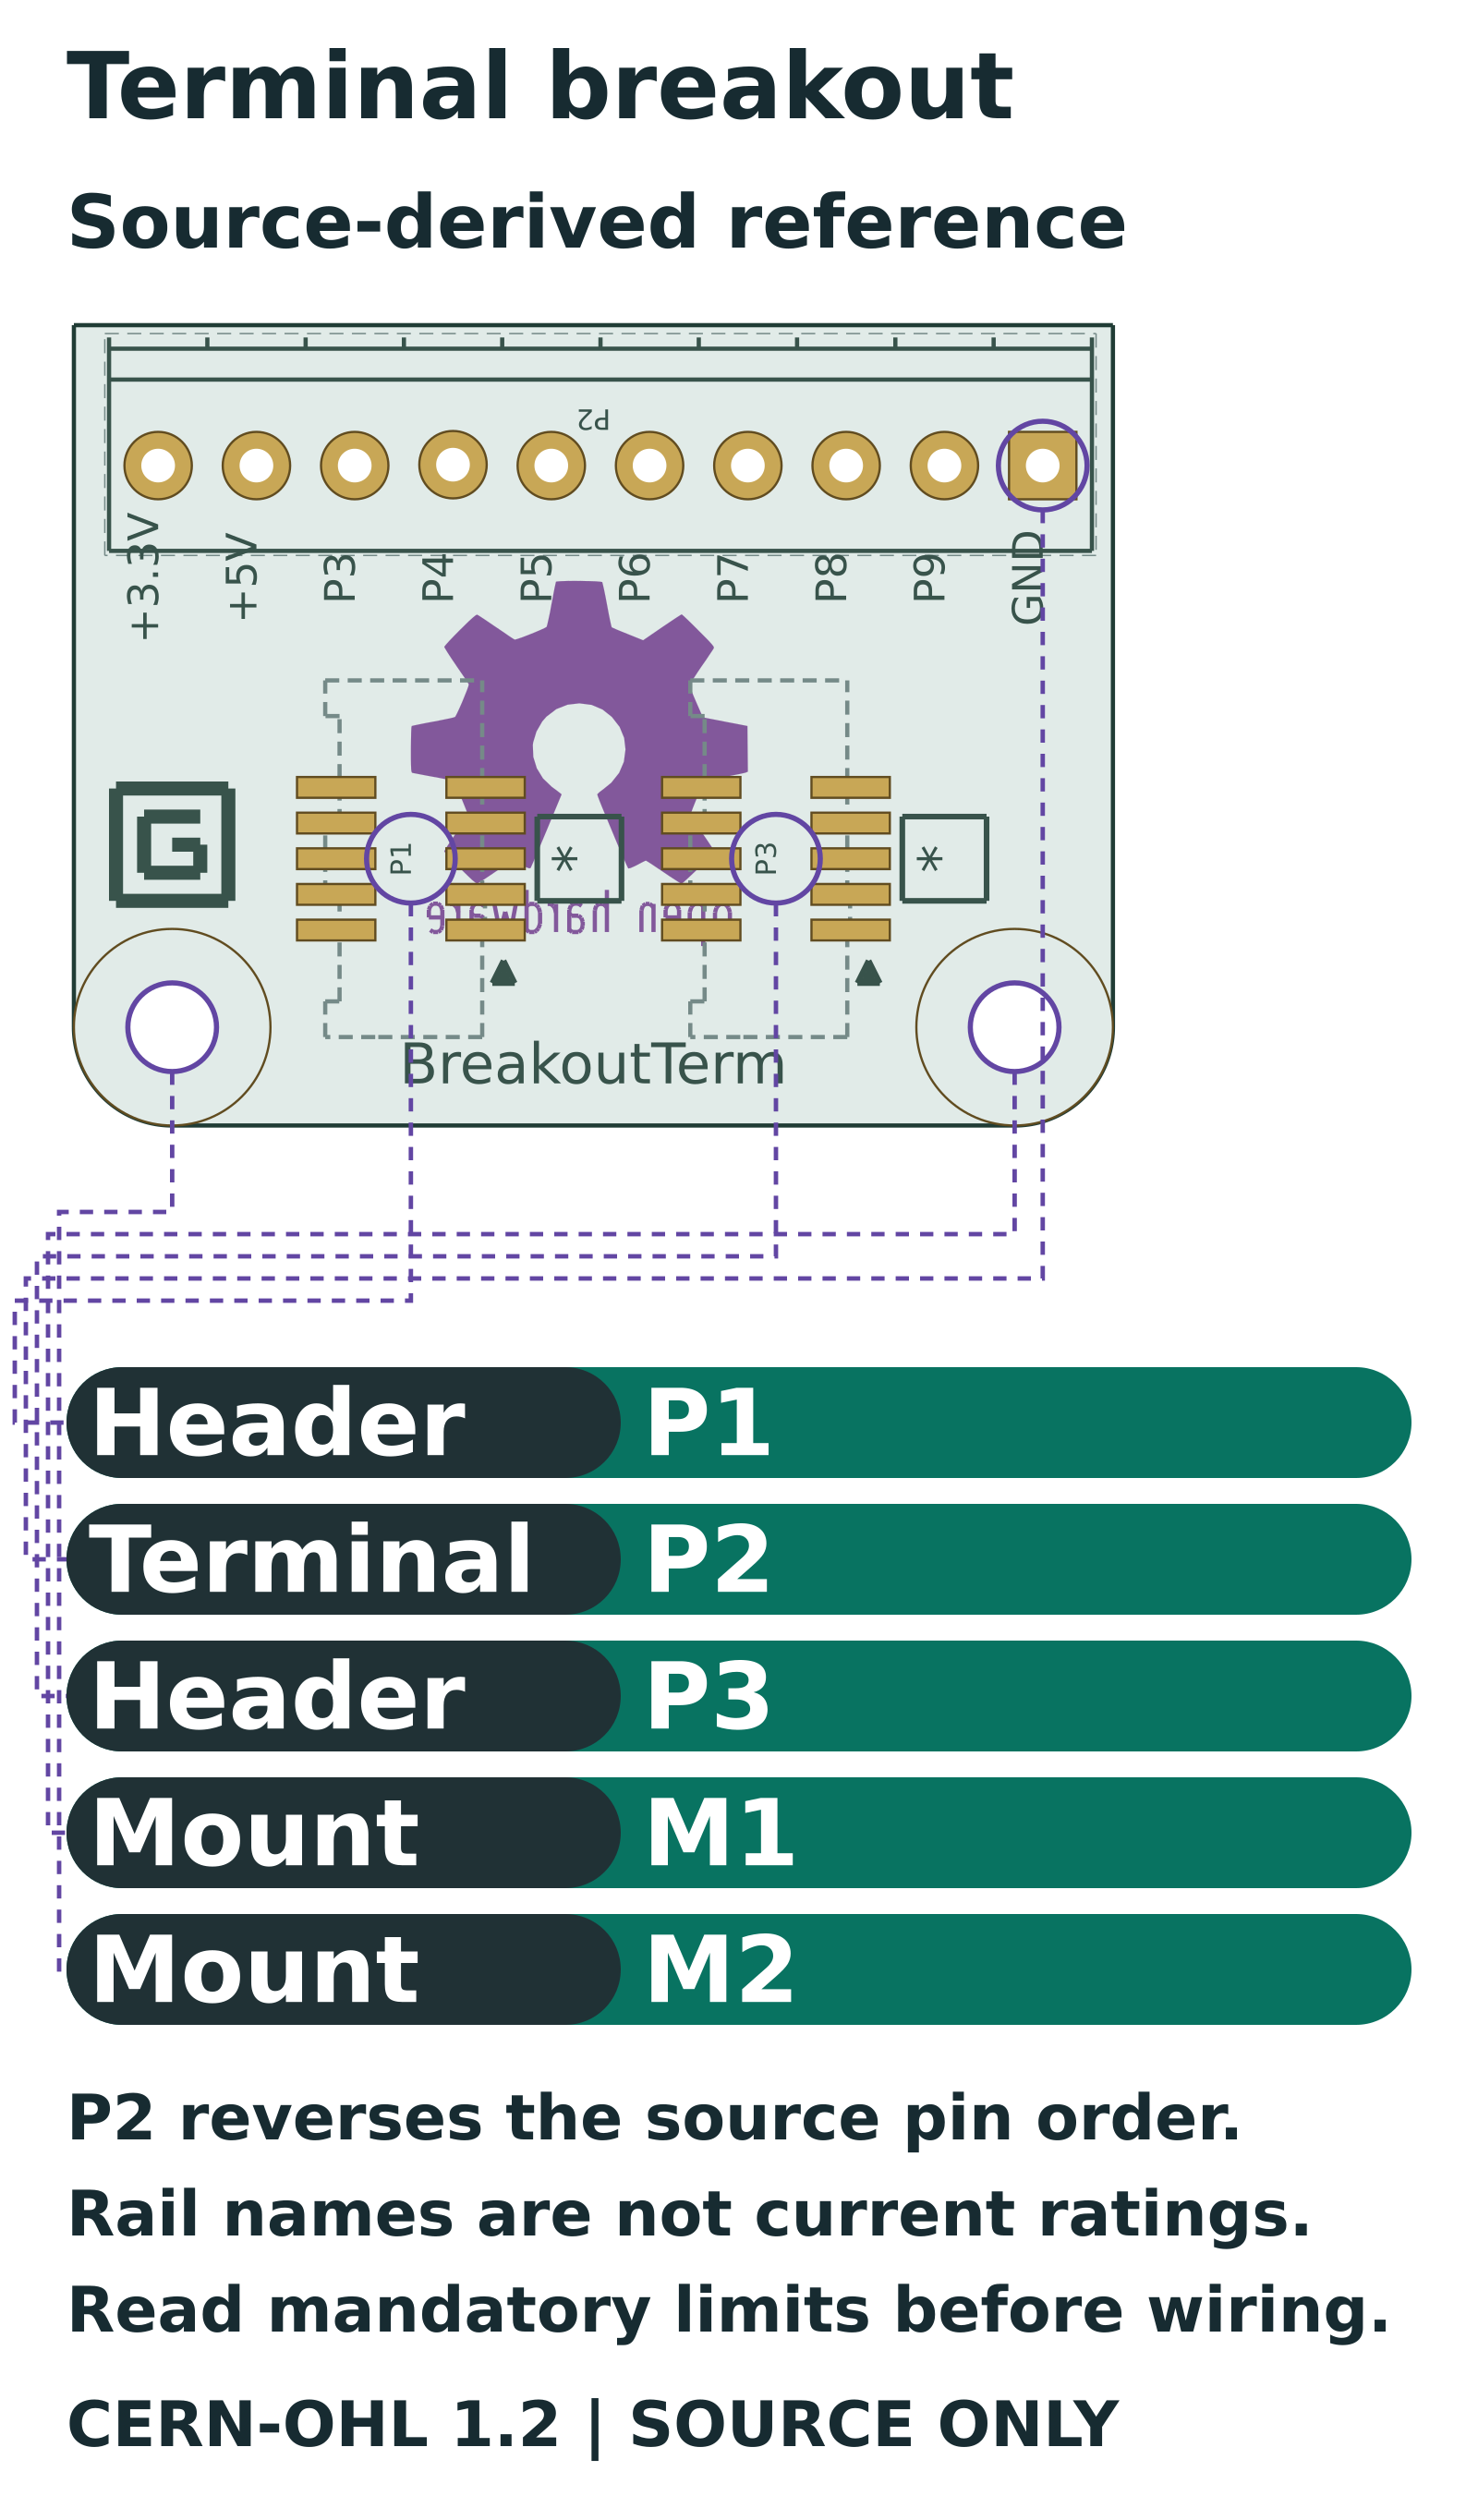 Terminal breakout
Source-derived reference
P2
+3.3V +5V P3 P4 P5 P6 P7 P8 P9 GND
G
P1 * P3 *
BreakoutTerm
Header P1
Terminal P2
Header P3
Mount M1
Mount M2
P2 reverses the source pin order.
Rail names are not current ratings.
Read mandatory limits before wiring.
CERN-OHL 1.2 | SOURCE ONLY